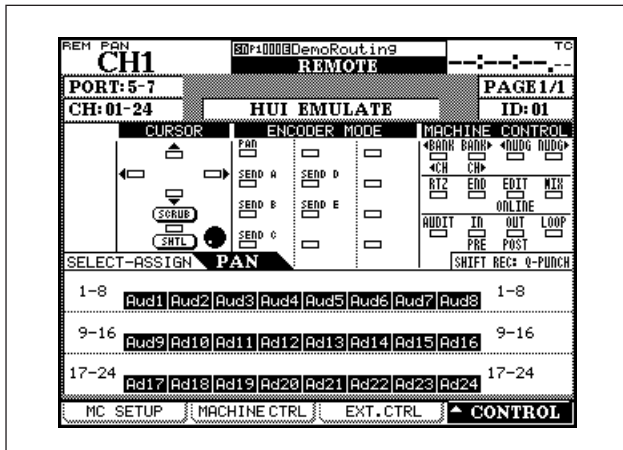 REM PAN
CH1
P1000 DemoRouting
REMOTE
TC
--:--:--,--
PORT:5-7
PAGE1/1
CH:01-24
HUI EMULATE
ID:01
CURSOR
ENCODER MODE
MACHINE CONTROL
PAN
SEND A
SEND D
SEND B
SEND E
SEND C
SCRUB
SHTL
BANK BANK NUDG NUDG
CH CH
RTZ END EDIT MIX
ONLINE
AUDIT IN OUT LOOP
PRE POST
SELECT-ASSIGN PAN
SHIFT REC: Q-PUNCH
1-8 Aud1 Aud2 Aud3 Aud4 Aud5 Aud6 Aud7 Aud8 1-8
9-16 Aud9 Ad10 Ad11 Ad12 Ad13 Ad14 Ad15 Ad16 9-16
17-24 Ad17 Ad18 Ad19 Ad20 Ad21 Ad22 Ad23 Ad24 17-24
MC SETUP MACHINE CTRL EXT.CTRL CONTROL